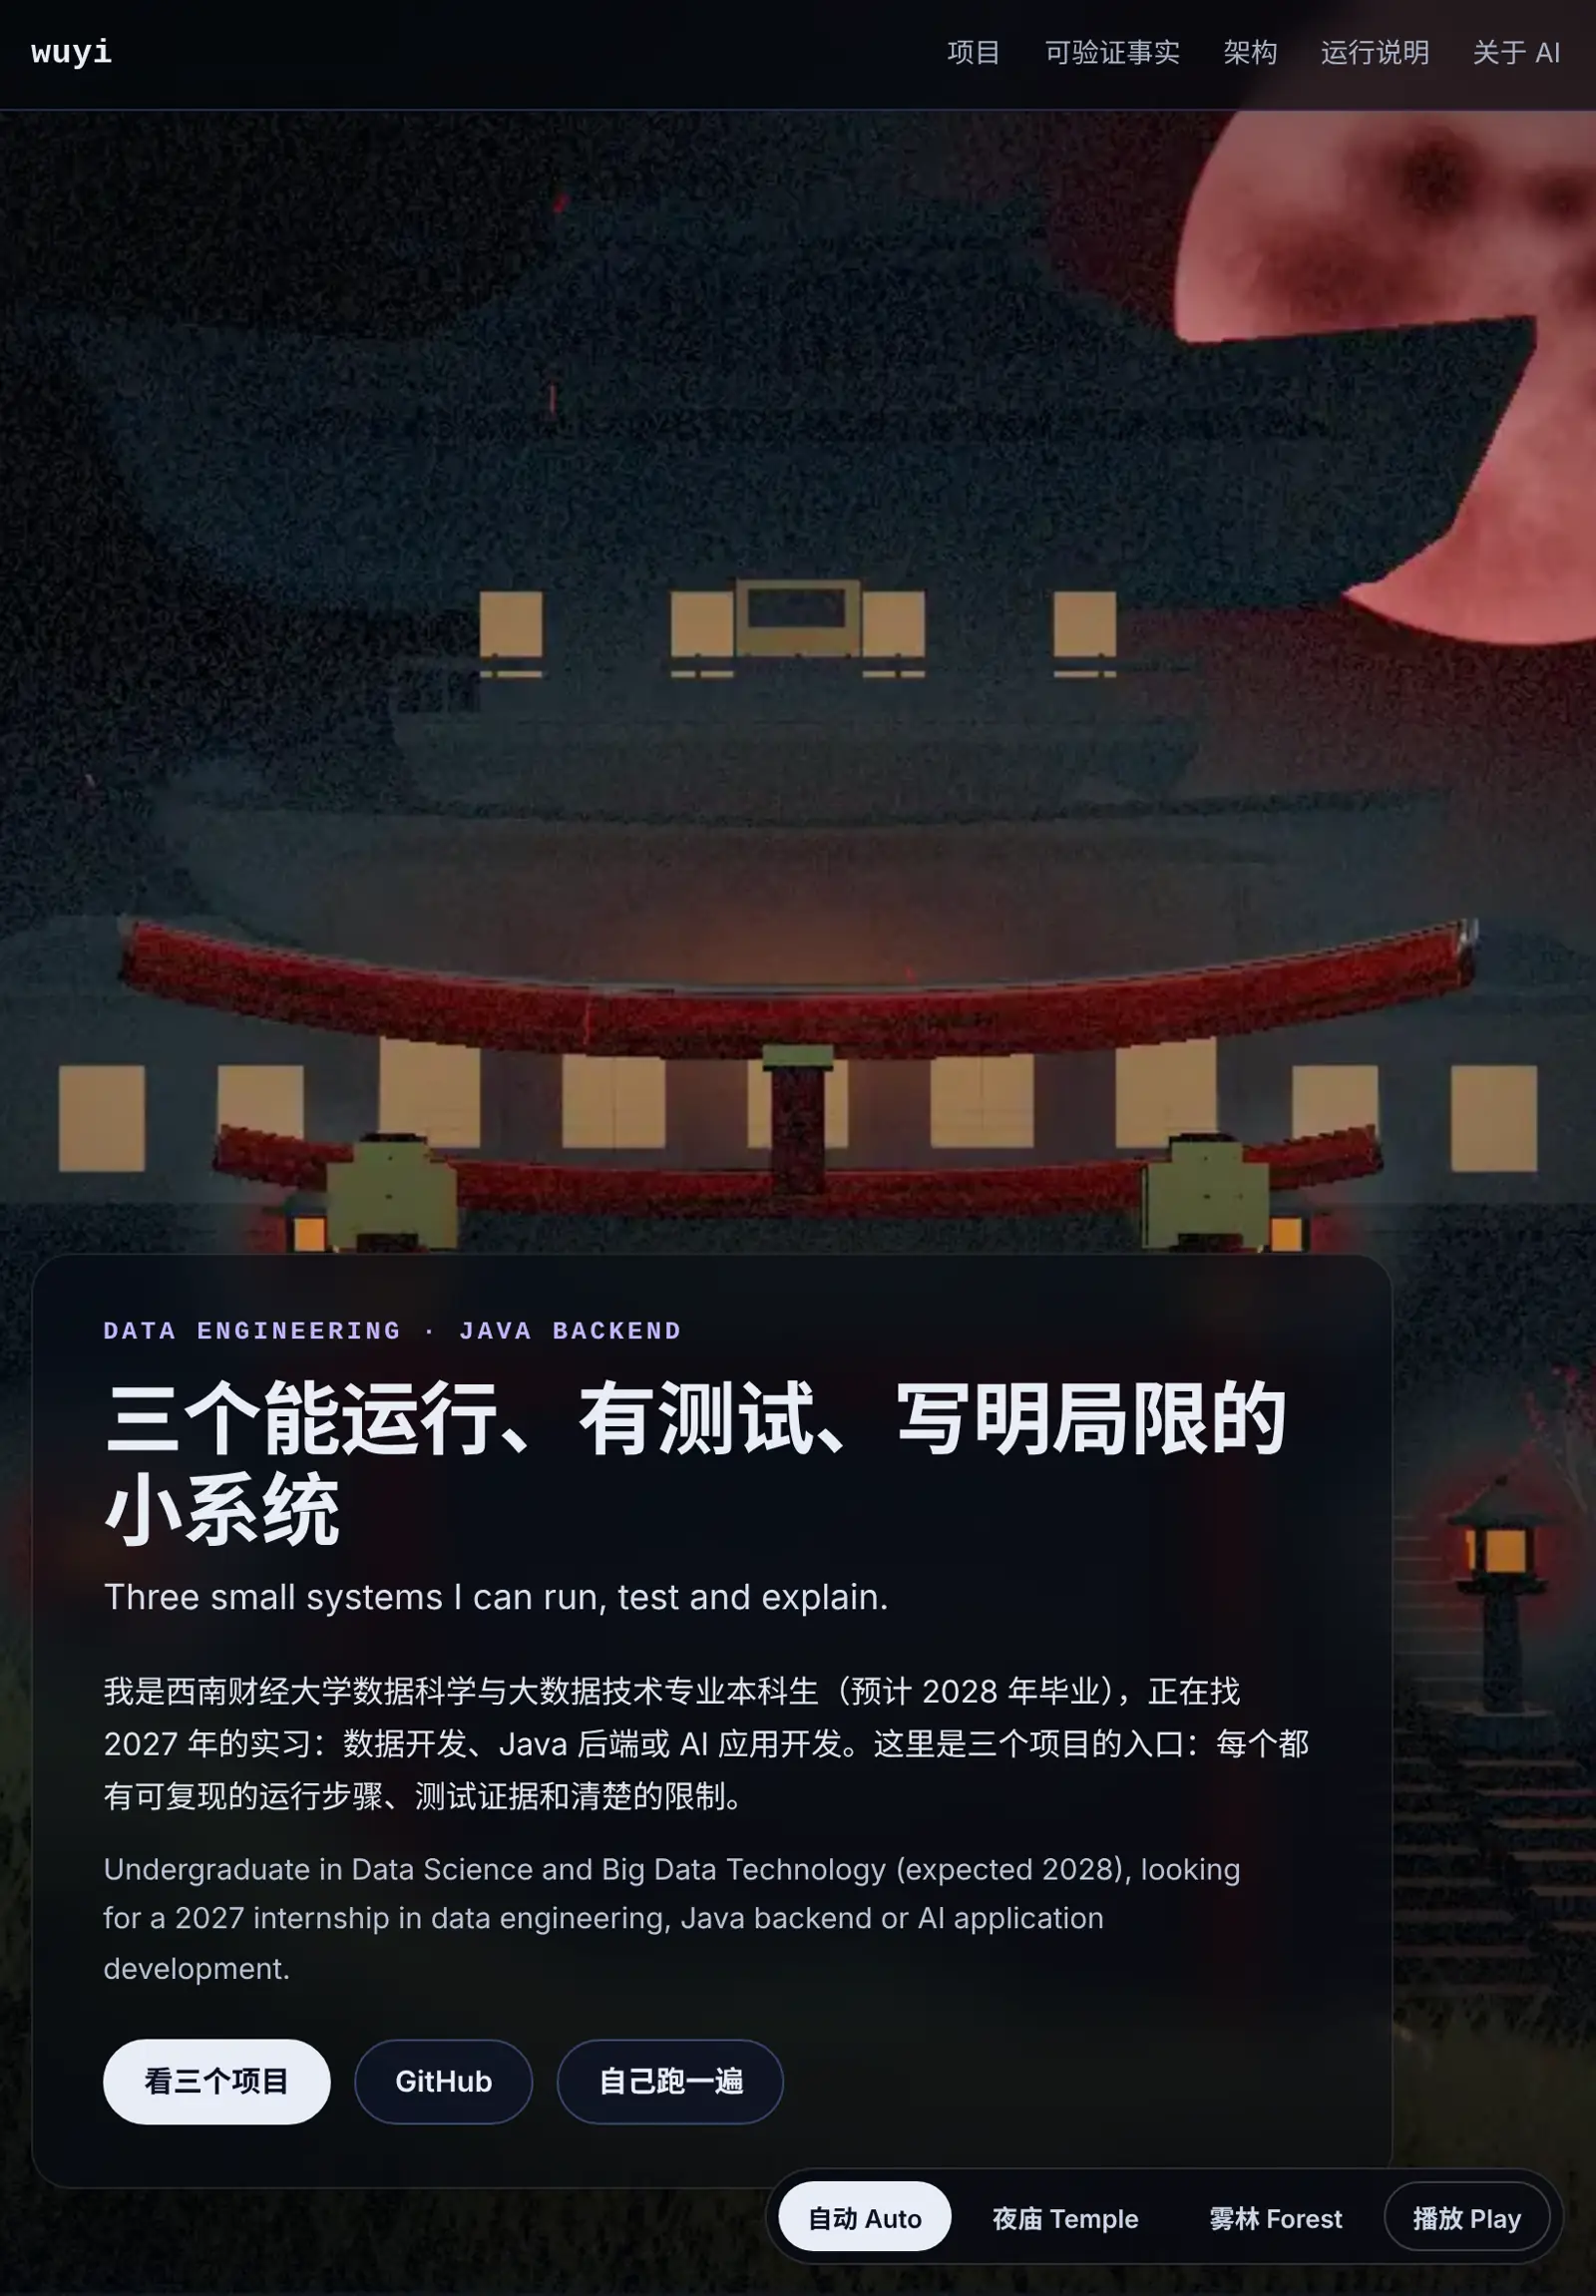 wuyi
项目 可验证事实 架构 运行说明 关于 AI
DATA ENGINEERING · JAVA BACKEND
三个能运行、有测试、写明局限的
小系统
Three small systems I can run, test and explain.
我是西南财经大学数据科学与大数据技术专业本科生（预计 2028 年毕业），正在找
2027 年的实习：数据开发、Java 后端或 AI 应用开发。这里是三个项目的入口：每个都
有可复现的运行步骤、测试证据和清楚的限制。
Undergraduate in Data Science and Big Data Technology (expected 2028), looking
for a 2027 internship in data engineering, Java backend or AI application
development.
看三个项目 GitHub 自己跑一遍
自动 Auto 夜庙 Temple 雾林 Forest 播放 Play